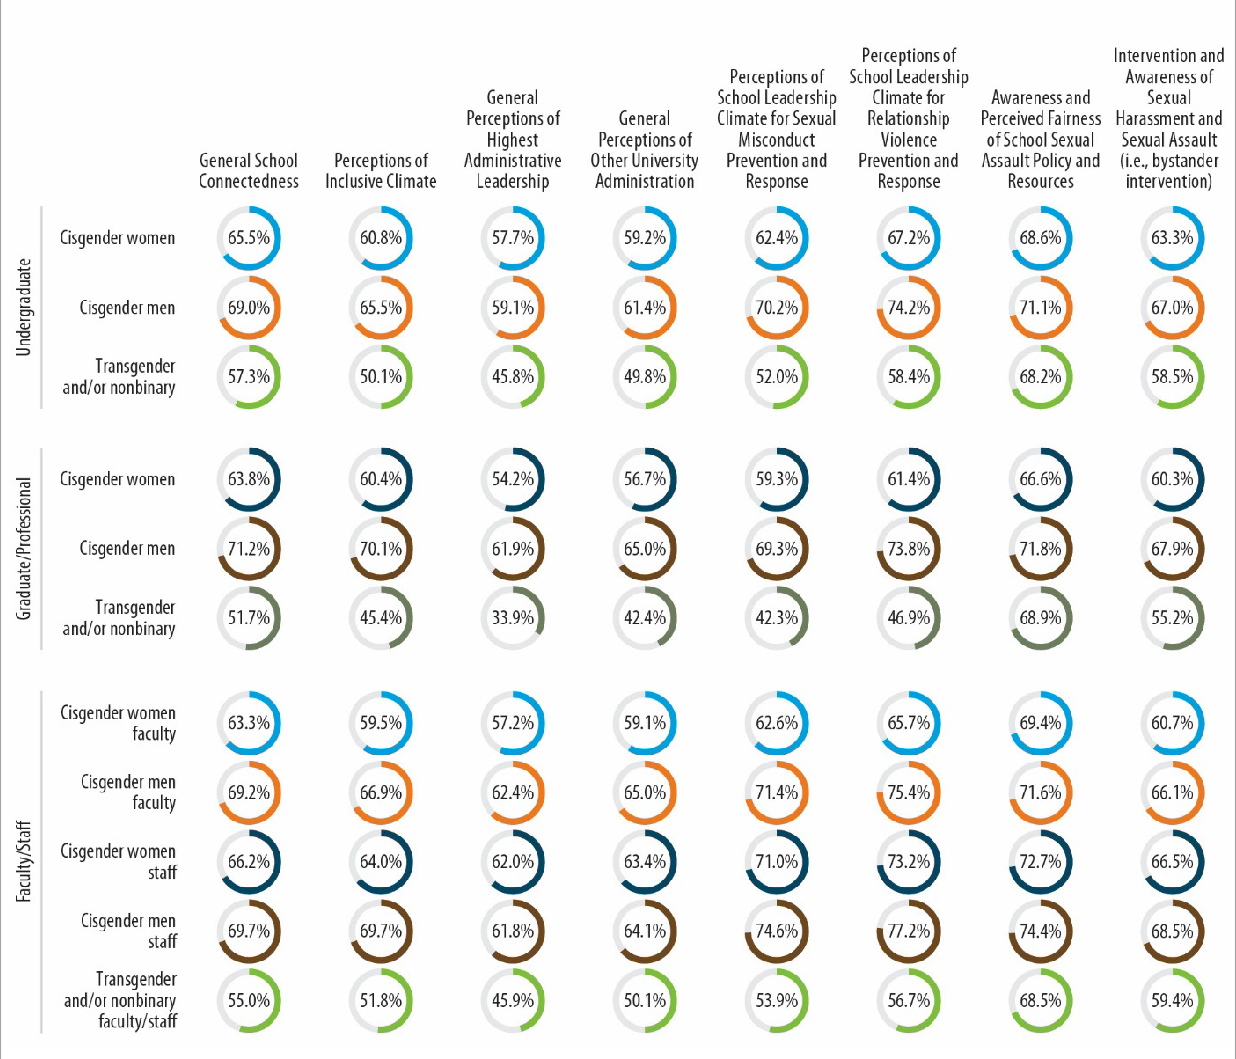 General School
Connectedness
Perceptions of
Inclusive Climate
General
Perceptions of
Highest
Administrative
Leadership
General
Perceptions of
Other University
Administration
Perceptions of
School Leadership
Climate for Sexual
Misconduct
Prevention and
Response
Perceptions of
School Leadership
Climate for
Relationship
Violence
Prevention and
Response
Awareness and
Perceived Fairness
of School Sexual
Assault Policy and
Resources
Intervention and
Awareness of
Sexual
Harassment and
Sexual Assault
(i.e., bystander
intervention)
Undergraduate
Cisgender women
65.5% 60.8% 57.7% 59.2% 62.4% 67.2% 68.6% 63.3%
Cisgender men
69.0% 65.5% 59.1% 61.4% 70.2% 74.2% 71.1% 67.0%
Transgender
and/or nonbinary
57.3% 50.1% 45.8% 49.8% 52.0% 58.4% 68.2% 58.5%
Graduate/Professional
Cisgender women
63.8% 60.4% 54.2% 56.7% 59.3% 61.4% 66.6% 60.3%
Cisgender men
71.2% 70.1% 61.9% 65.0% 69.3% 73.8% 71.8% 67.9%
Transgender
and/or nonbinary
51.7% 45.4% 33.9% 42.4% 42.3% 46.9% 68.9% 55.2%
Faculty/Staff
Cisgender women
faculty
63.3% 59.5% 57.2% 59.1% 62.6% 65.7% 69.4% 60.7%
Cisgender men
faculty
69.2% 66.9% 62.4% 65.0% 71.4% 75.4% 71.6% 66.1%
Cisgender women
staff
66.2% 64.0% 62.0% 63.4% 71.0% 73.2% 72.7% 66.5%
Cisgender men
staff
69.7% 69.7% 61.8% 64.1% 74.6% 77.2% 74.4% 68.5%
Transgender
and/or nonbinary
faculty/staff
55.0% 51.8% 45.9% 50.1% 53.9% 56.7% 68.5% 59.4%